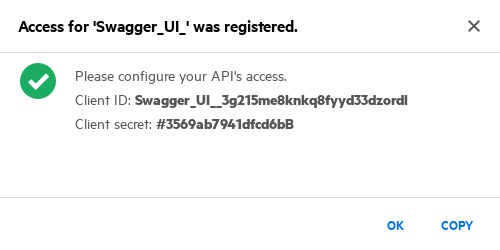 Access for 'Swagger_UI_' was registered.
Please configure your API's access.
Client ID: Swagger_UI__3g215me8knkq8fyyd33dzordl
Client secret: #3569ab7941dfcd6bB
OK COPY